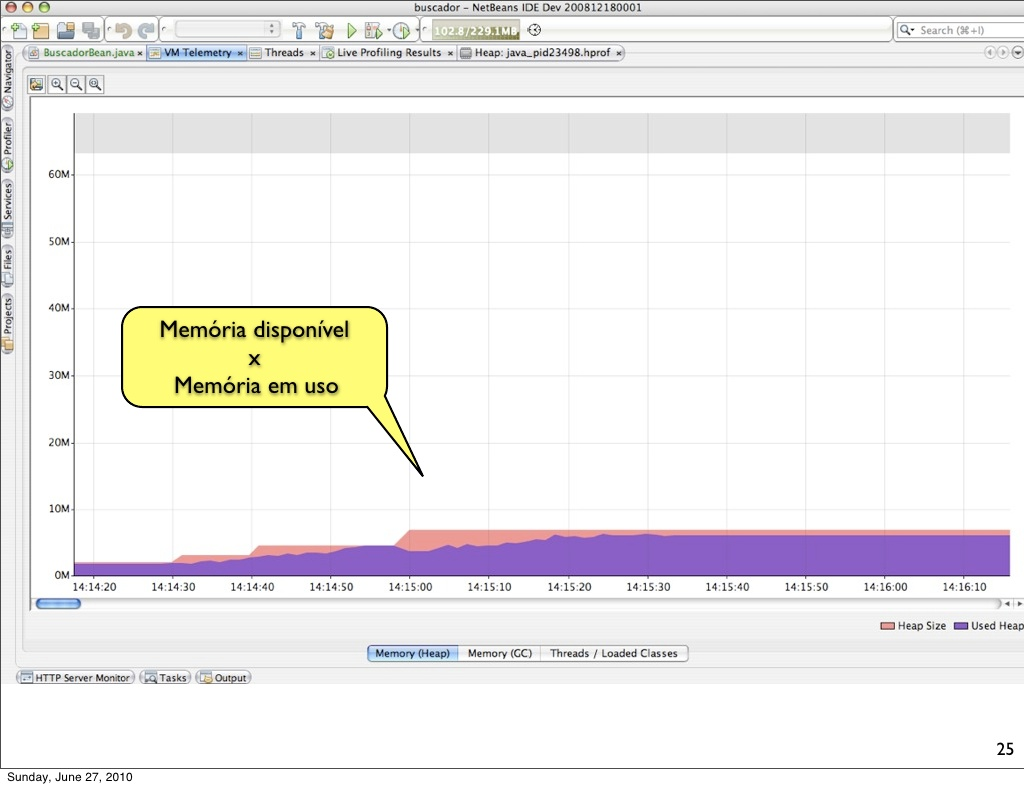 buscador - NetBeans IDE Dev 200812180001
102.8/229.1MB
Search (⌘+I)
BuscadorBean.java × VM Telemetry × Threads × Live Profiling Results × Heap: java_pid23498.hprof ×
Navigator
Profiler
Services
Files
Projects
60M
50M
40M
30M
20M
10M
0M
Memória disponível
x
Memória em uso
14:14:20 14:14:30 14:14:40 14:14:50 14:15:00 14:15:10 14:15:20 14:15:30 14:15:40 14:15:50 14:16:00 14:16:10
Heap Size Used Heap
Memory (Heap) Memory (GC) Threads / Loaded Classes
HTTP Server Monitor Tasks Output
25
Sunday, June 27, 2010